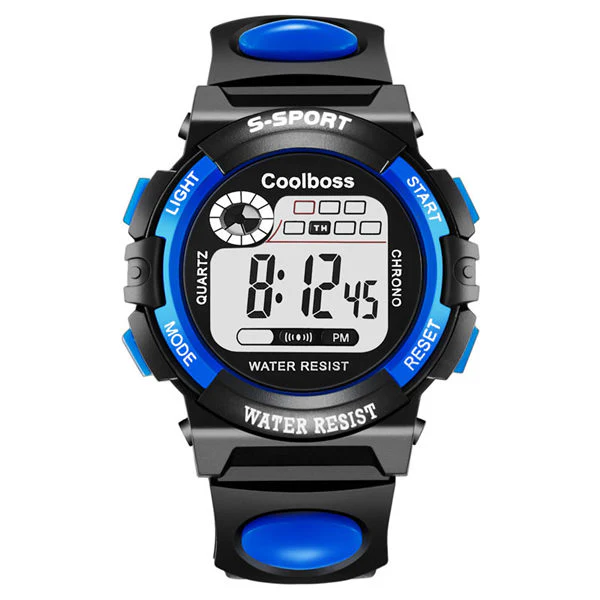 S-SPORT
Coolboss
LIGHT
START
TH
QUARTZ
CHRONO
8:12 45
PM
MODE
RESET
WATER RESIST
WATER RESIST